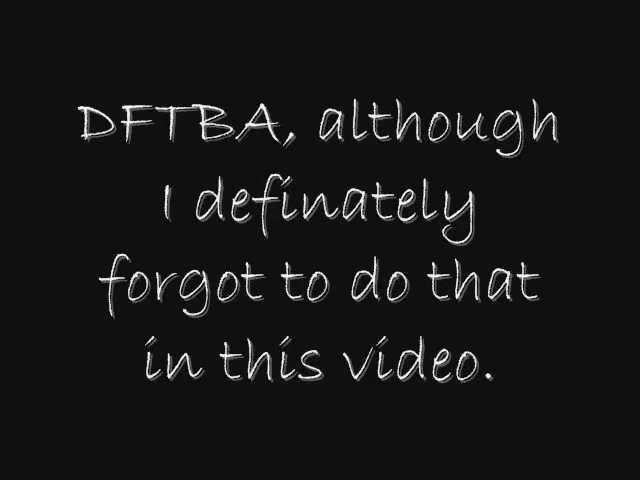 DFTBA, although
I definately
forgot to do that
in this video.